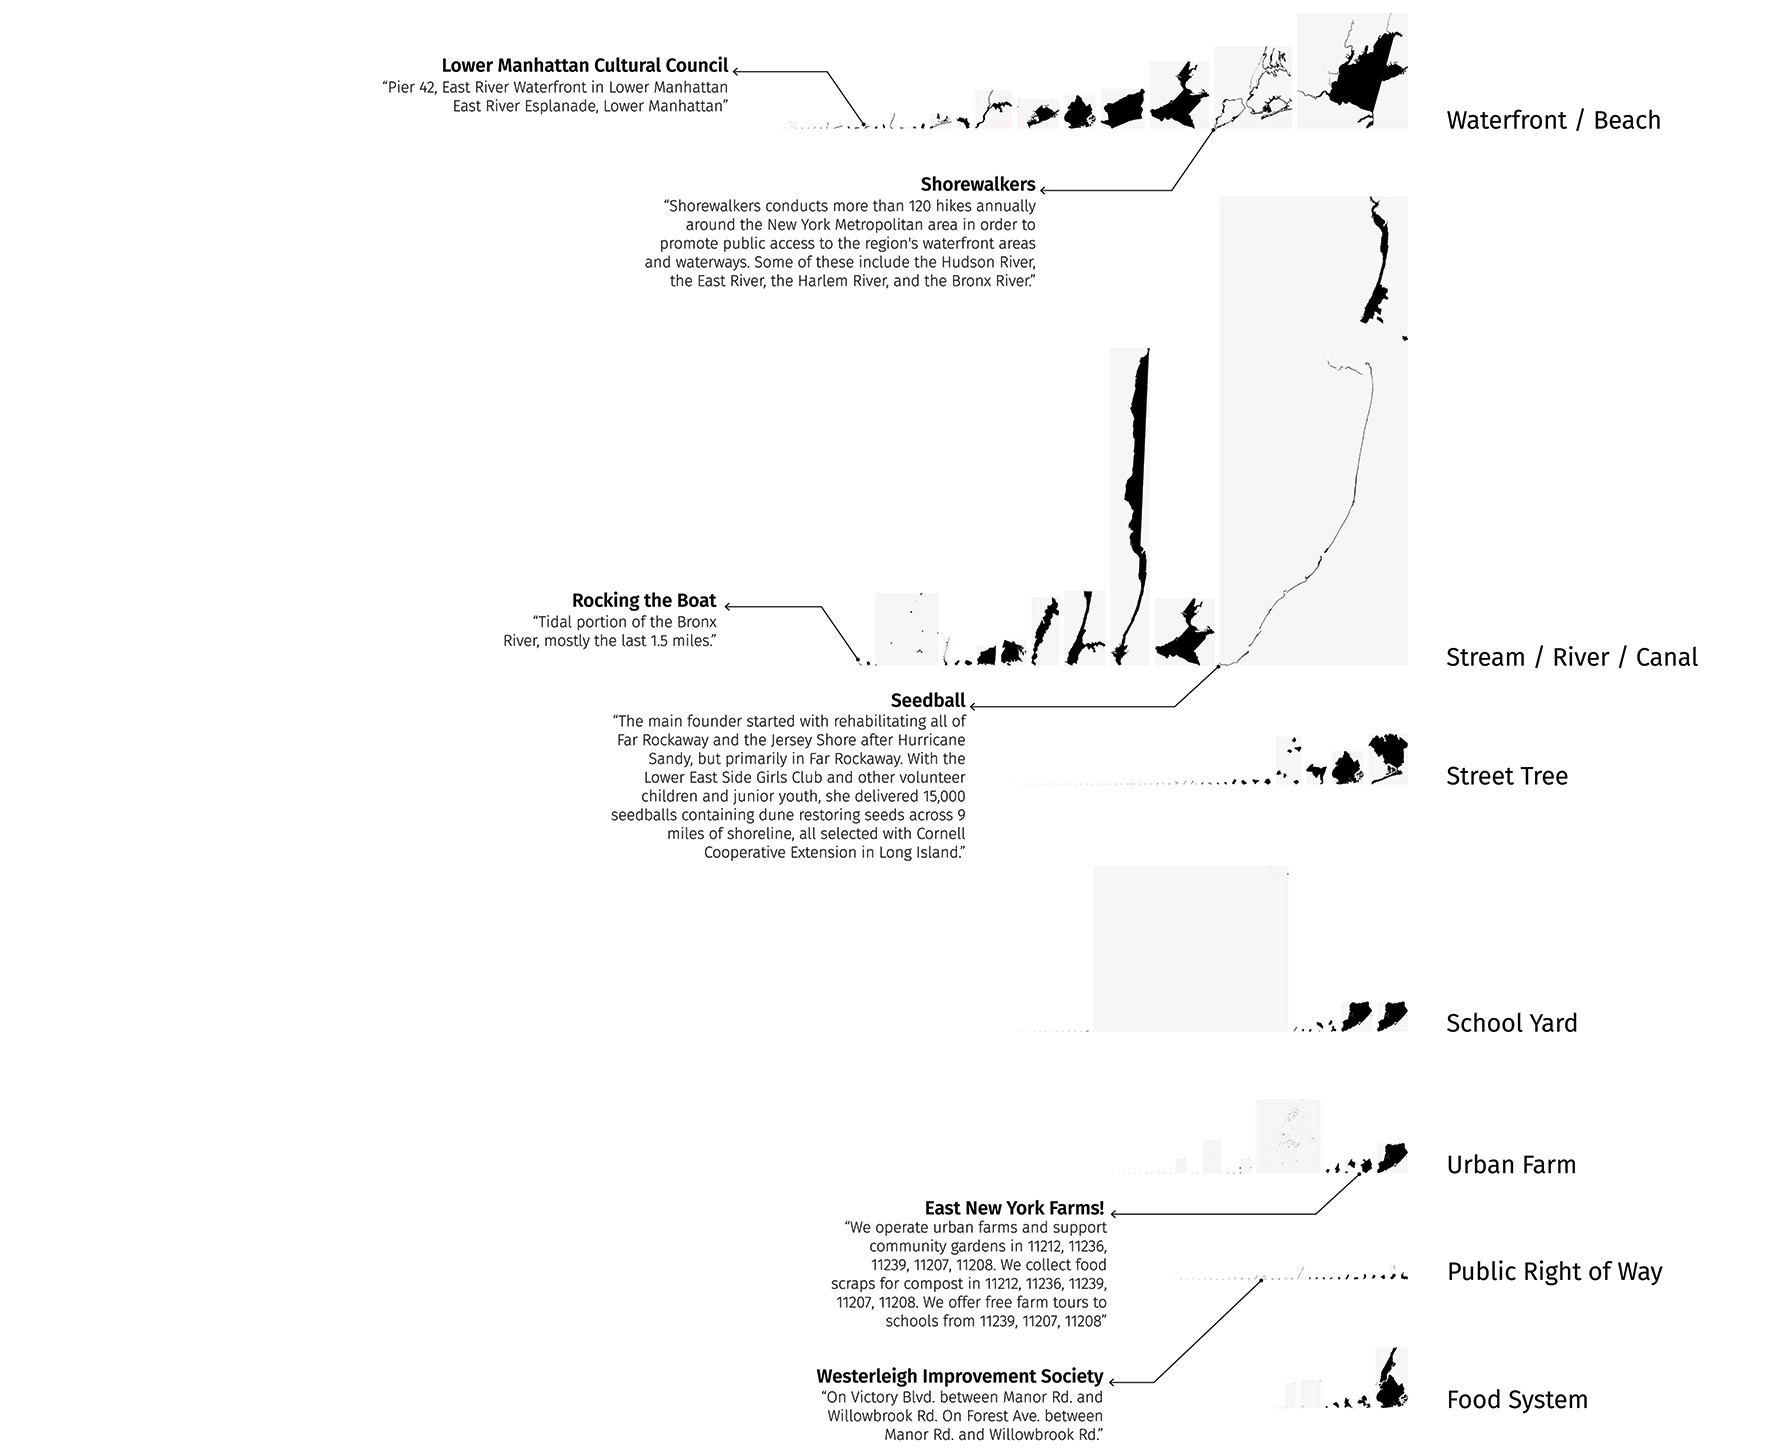 Lower Manhattan Cultural Council
“Pier 42, East River Waterfront in Lower Manhattan
East River Esplanade, Lower Manhattan”
Waterfront / Beach
Shorewalkers
“Shorewalkers conducts more than 120 hikes annually
around the New York Metropolitan area in order to
promote public access to the region's waterfront areas
and waterways. Some of these include the Hudson River,
the East River, the Harlem River, and the Bronx River.”
Rocking the Boat
“Tidal portion of the Bronx
River, mostly the last 1.5 miles.”
Stream / River / Canal
Seedball
“The main founder started with rehabilitating all of
Far Rockaway and the Jersey Shore after Hurricane
Sandy, but primarily in Far Rockaway. With the
Lower East Side Girls Club and other volunteer
children and junior youth, she delivered 15,000
seedballs containing dune restoring seeds across 9
miles of shoreline, all selected with Cornell
Cooperative Extension in Long Island.”
Street Tree
School Yard
Urban Farm
East New York Farms!
“We operate urban farms and support
community gardens in 11212, 11236,
11239, 11207, 11208. We collect food
scraps for compost in 11212, 11236, 11239,
11207, 11208. We offer free farm tours to
schools from 11239, 11207, 11208”
Public Right of Way
Westerleigh Improvement Society
“On Victory Blvd. between Manor Rd. and
Willowbrook Rd. On Forest Ave. between
Manor Rd. and Willowbrook Rd.”
Food System